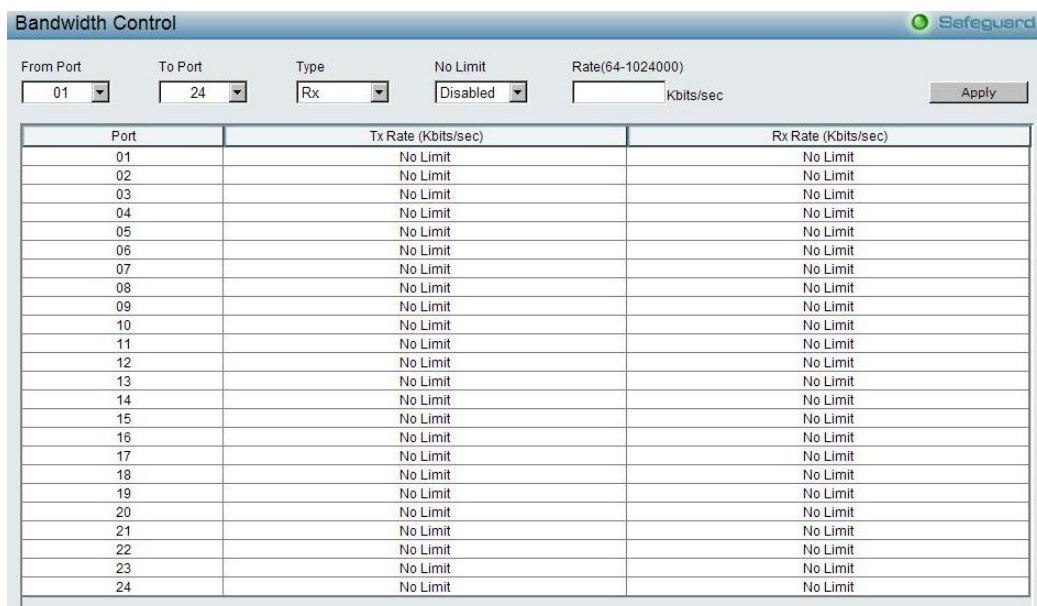 Bandwidth Control Safeguard
From Port To Port Type No Limit Rate(64-1024000)
01 24 Rx Disabled Kbits/sec Apply
Port Tx Rate (Kbits/sec) Rx Rate (Kbits/sec)
01 No Limit No Limit
02 No Limit No Limit
03 No Limit No Limit
04 No Limit No Limit
05 No Limit No Limit
06 No Limit No Limit
07 No Limit No Limit
08 No Limit No Limit
09 No Limit No Limit
10 No Limit No Limit
11 No Limit No Limit
12 No Limit No Limit
13 No Limit No Limit
14 No Limit No Limit
15 No Limit No Limit
16 No Limit No Limit
17 No Limit No Limit
18 No Limit No Limit
19 No Limit No Limit
20 No Limit No Limit
21 No Limit No Limit
22 No Limit No Limit
23 No Limit No Limit
24 No Limit No Limit